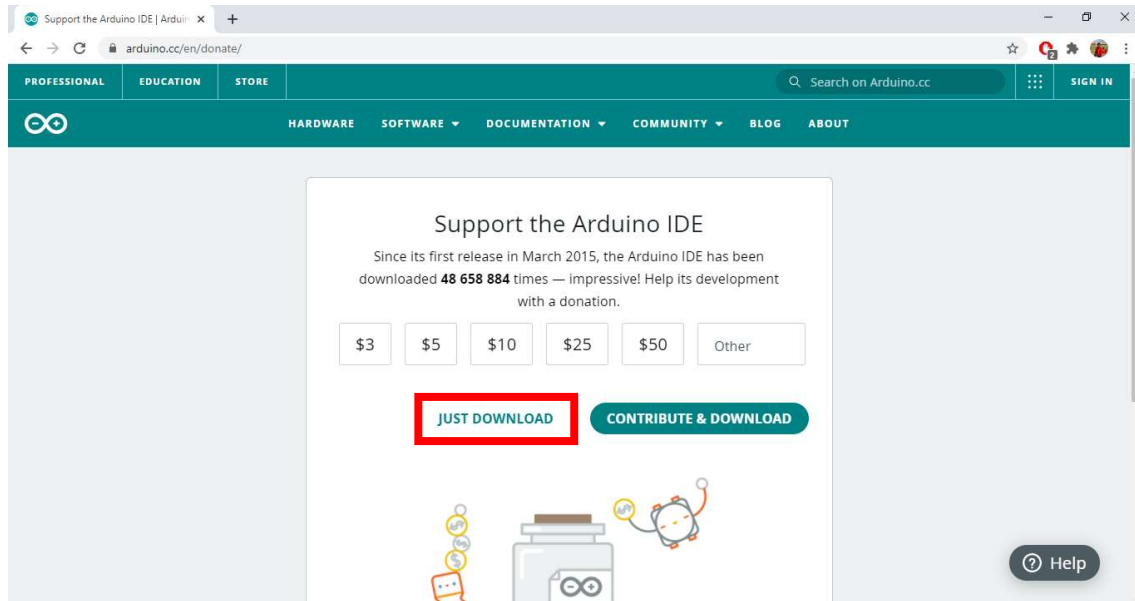 Support the Arduino IDE | Arduin
arduino.cc/en/donate/
2
PROFESSIONAL EDUCATION STORE Search on Arduino.cc SIGN IN
HARDWARE SOFTWARE DOCUMENTATION COMMUNITY BLOG ABOUT
Support the Arduino IDE
Since its first release in March 2015, the Arduino IDE has been
downloaded 48 658 884 times — impressive! Help its development
with a donation.
$3 $5 $10 $25 $50 Other
JUST DOWNLOAD CONTRIBUTE & DOWNLOAD
Help